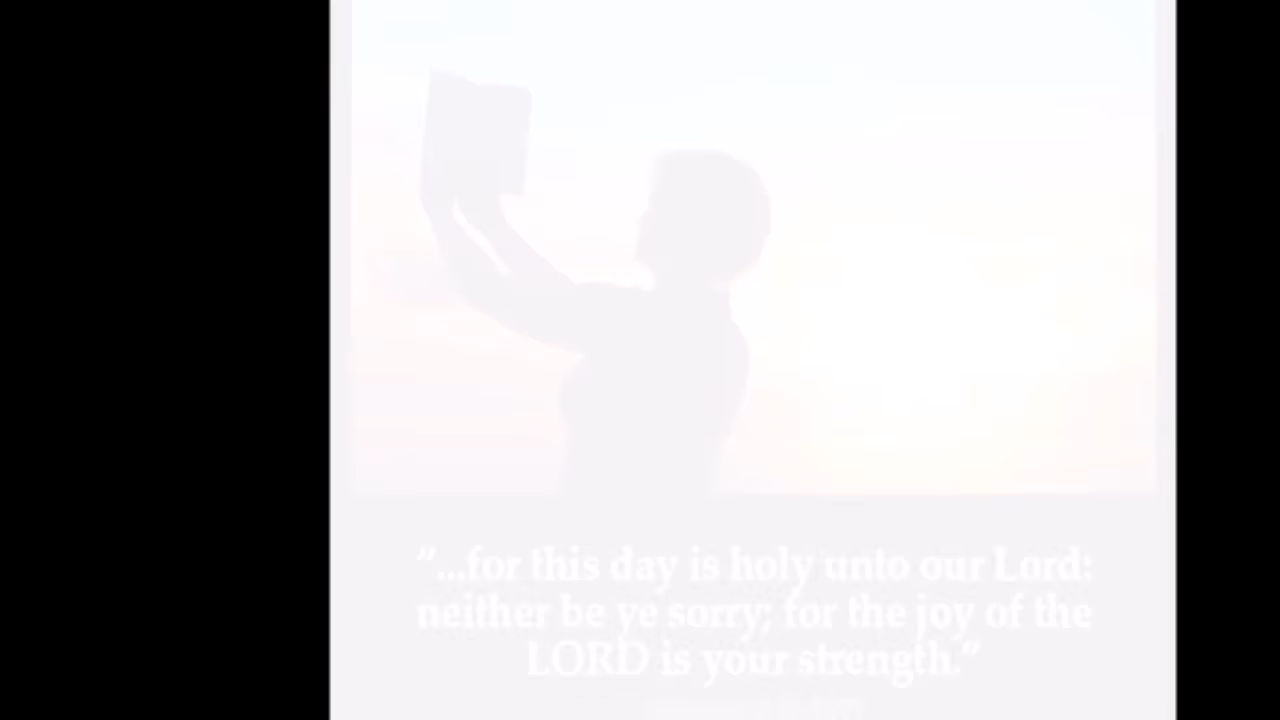 “...for this day is holy unto our Lord:
neither be ye sorry; for the joy of the
LORD is your strength.”